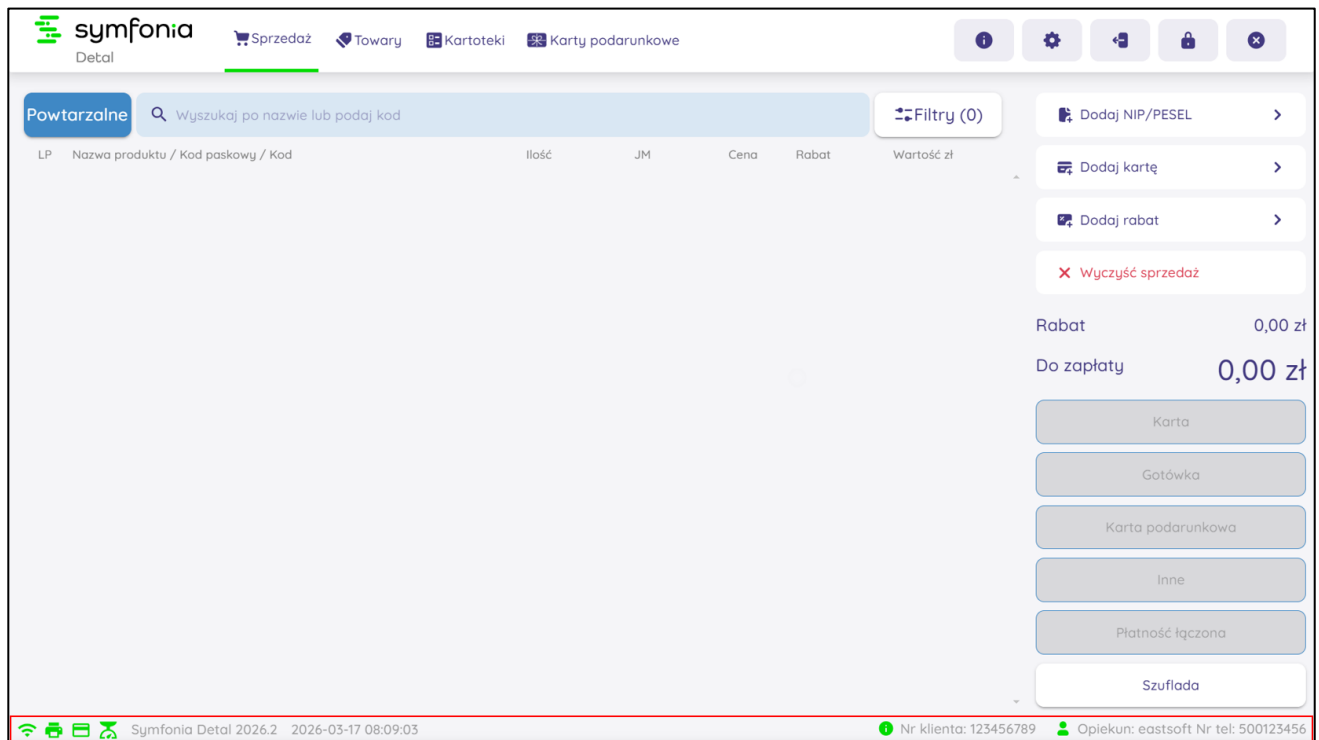 symfonia
Detal
Sprzedaż Towary Kartoteki Karty podarunkowe
Powtarzalne Wyszukaj po nazwie lub podaj kod Filtry (0)
LP Nazwa produktu / Kod paskowy / Kod Ilość JM Cena Rabat Wartość zł
Dodaj NIP/PESEL
Dodaj kartę
Dodaj rabat
Wyczyść sprzedaż
Rabat 0,00 zł
Do zapłaty 0,00 zł
Karta
Gotówka
Karta podarunkowa
Inne
Płatność łączona
Szuflada
Symfonia Detal 2026.2 2026-03-17 08:09:03 Nr klienta: 123456789 Opiekun: eastsoft Nr tel: 500123456